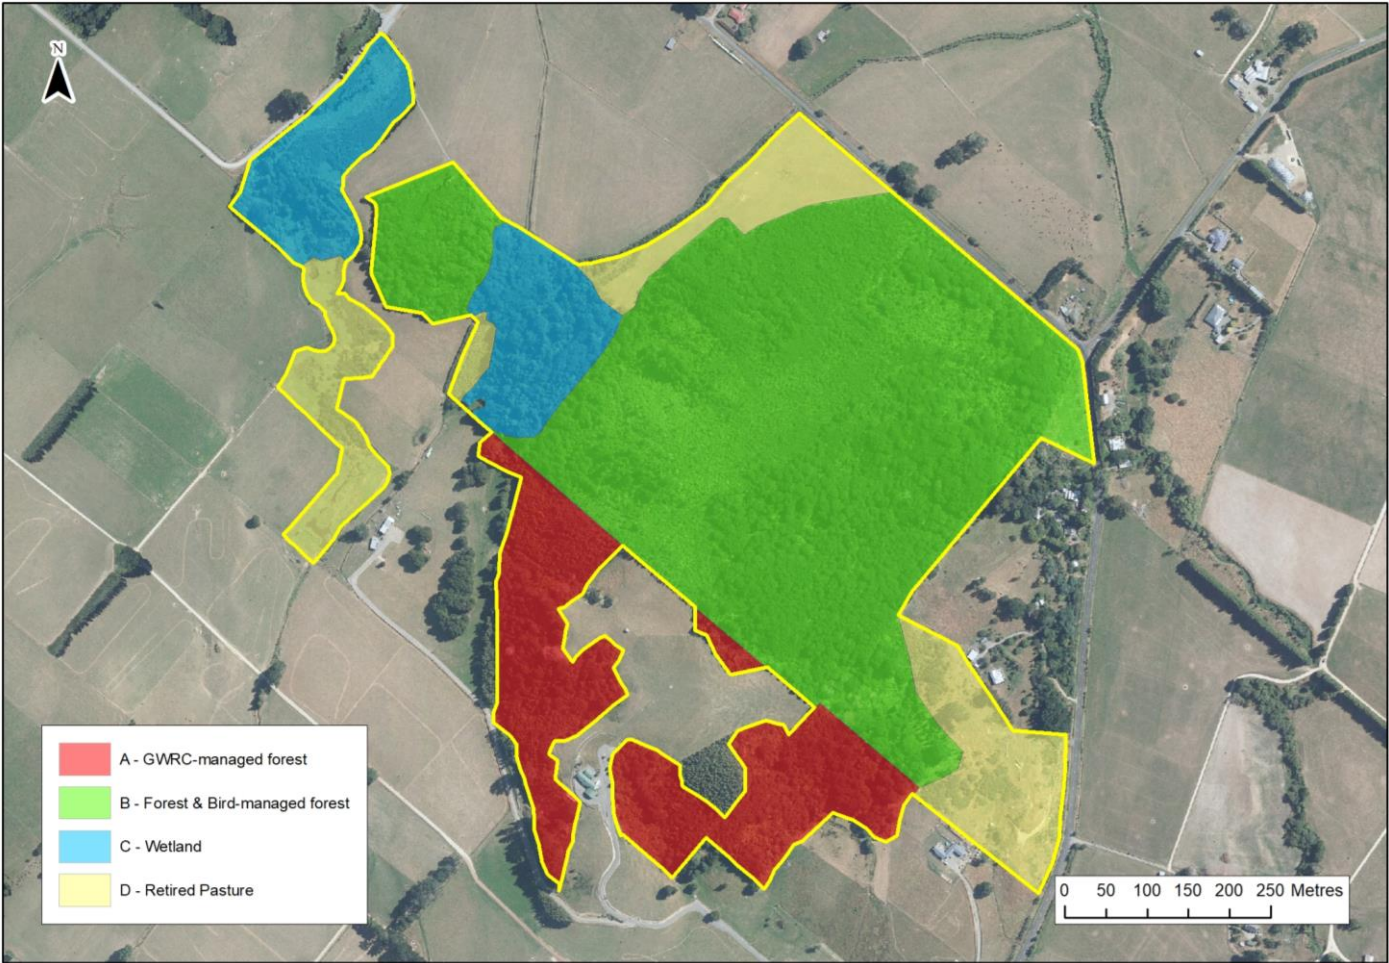 N
A - GWRC-managed forest
B - Forest & Bird-managed forest
C - Wetland
D - Retired Pasture
0 50 100 150 200 250 Metres